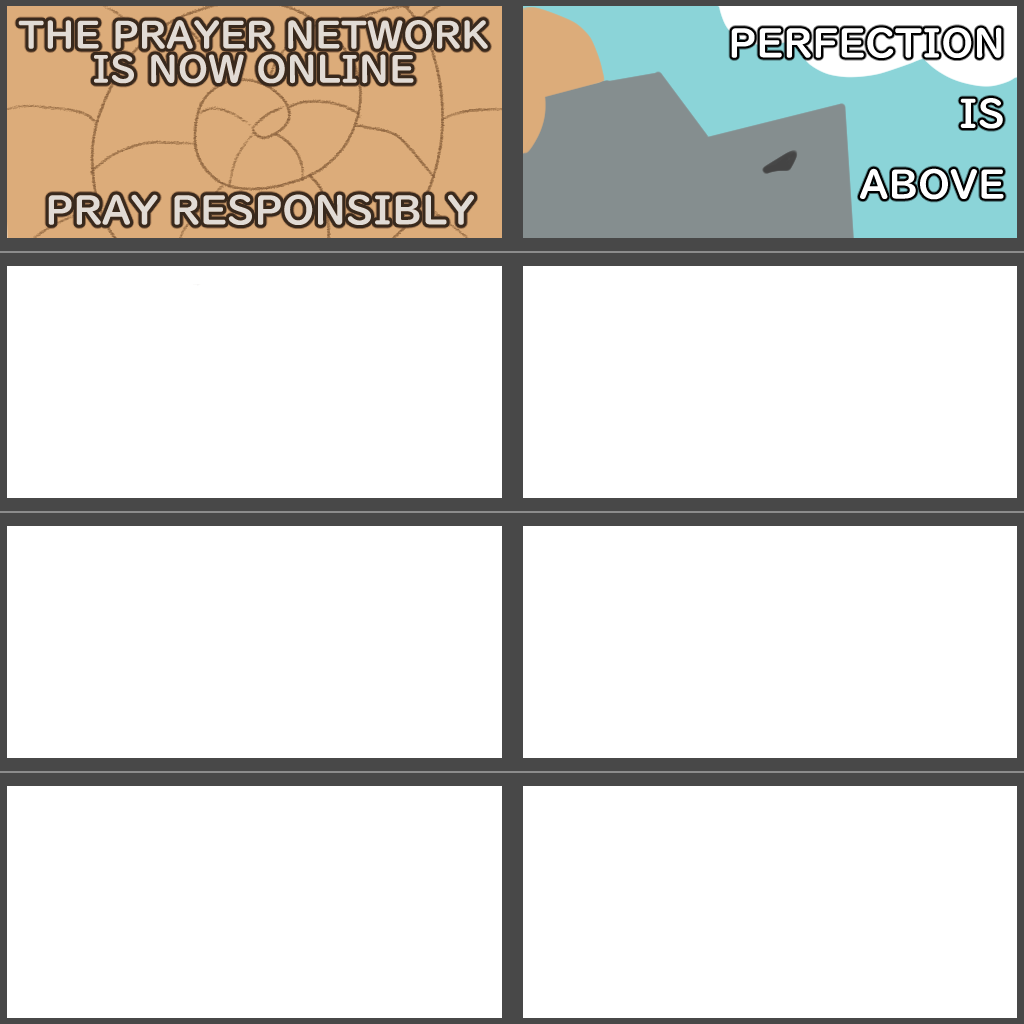 THE PRAYER NETWORK
IS NOW ONLINE
PRAY RESPONSIBLY
PERFECTION
IS
ABOVE